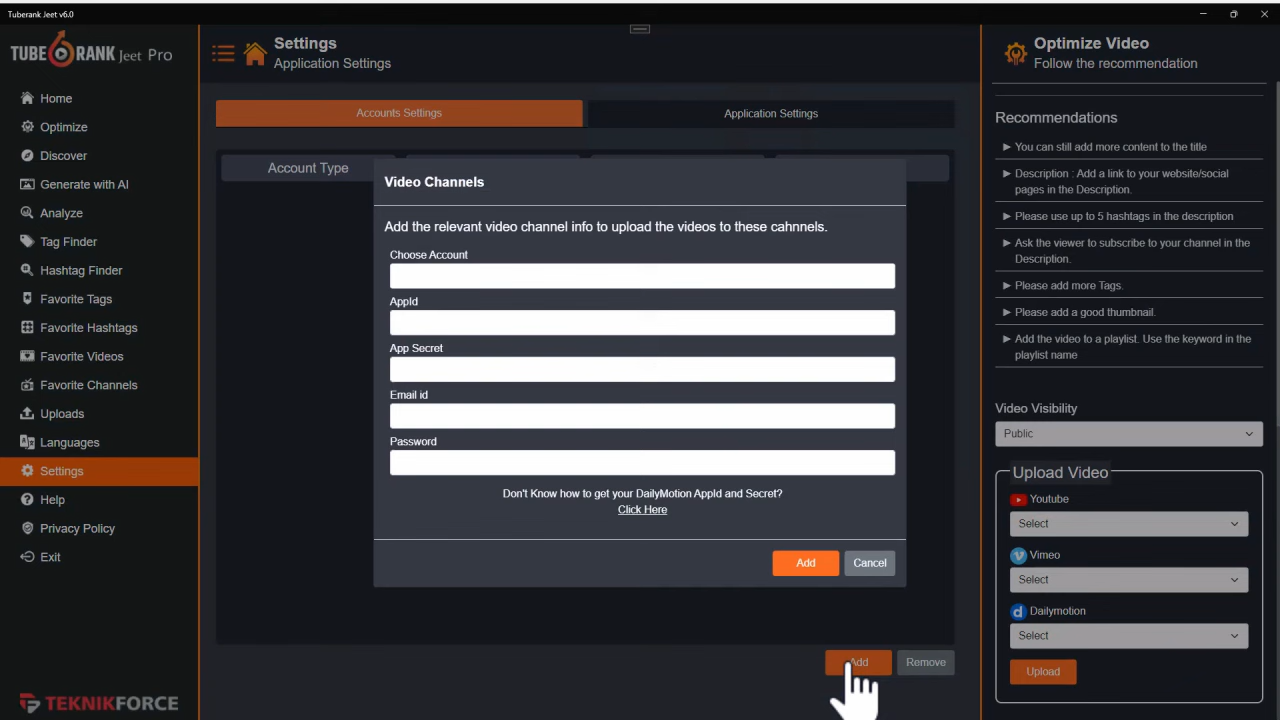 Tuberank Jeet v6.0
TUBE RANK Jeet Pro
Home
Optimize
Discover
Generate with AI
Analyze
Tag Finder
Hashtag Finder
Favorite Tags
Favorite Hashtags
Favorite Videos
Favorite Channels
Uploads
Languages
Settings
Help
Privacy Policy
Exit
TEKNIKFORCE
Settings
Application Settings
Accounts Settings
Application Settings
Account Type
Video Channels
Add the relevant video channel info to upload the videos to these cahnnels.
Choose Account
AppId
App Secret
Email id
Password
Don't Know how to get your DailyMotion AppId and Secret?
Click Here
Add
Cancel
Add
Remove
Optimize Video
Follow the recommendation
Recommendations
You can still add more content to the title
Description : Add a link to your website/social
pages in the Description.
Please use up to 5 hashtags in the description
Ask the viewer to subscribe to your channel in the
Description.
Please add more Tags.
Please add a good thumbnail.
Add the video to a playlist. Use the keyword in the
playlist name
Video Visibility
Public
Upload Video
Youtube
Select
Vimeo
Select
Dailymotion
Select
Upload